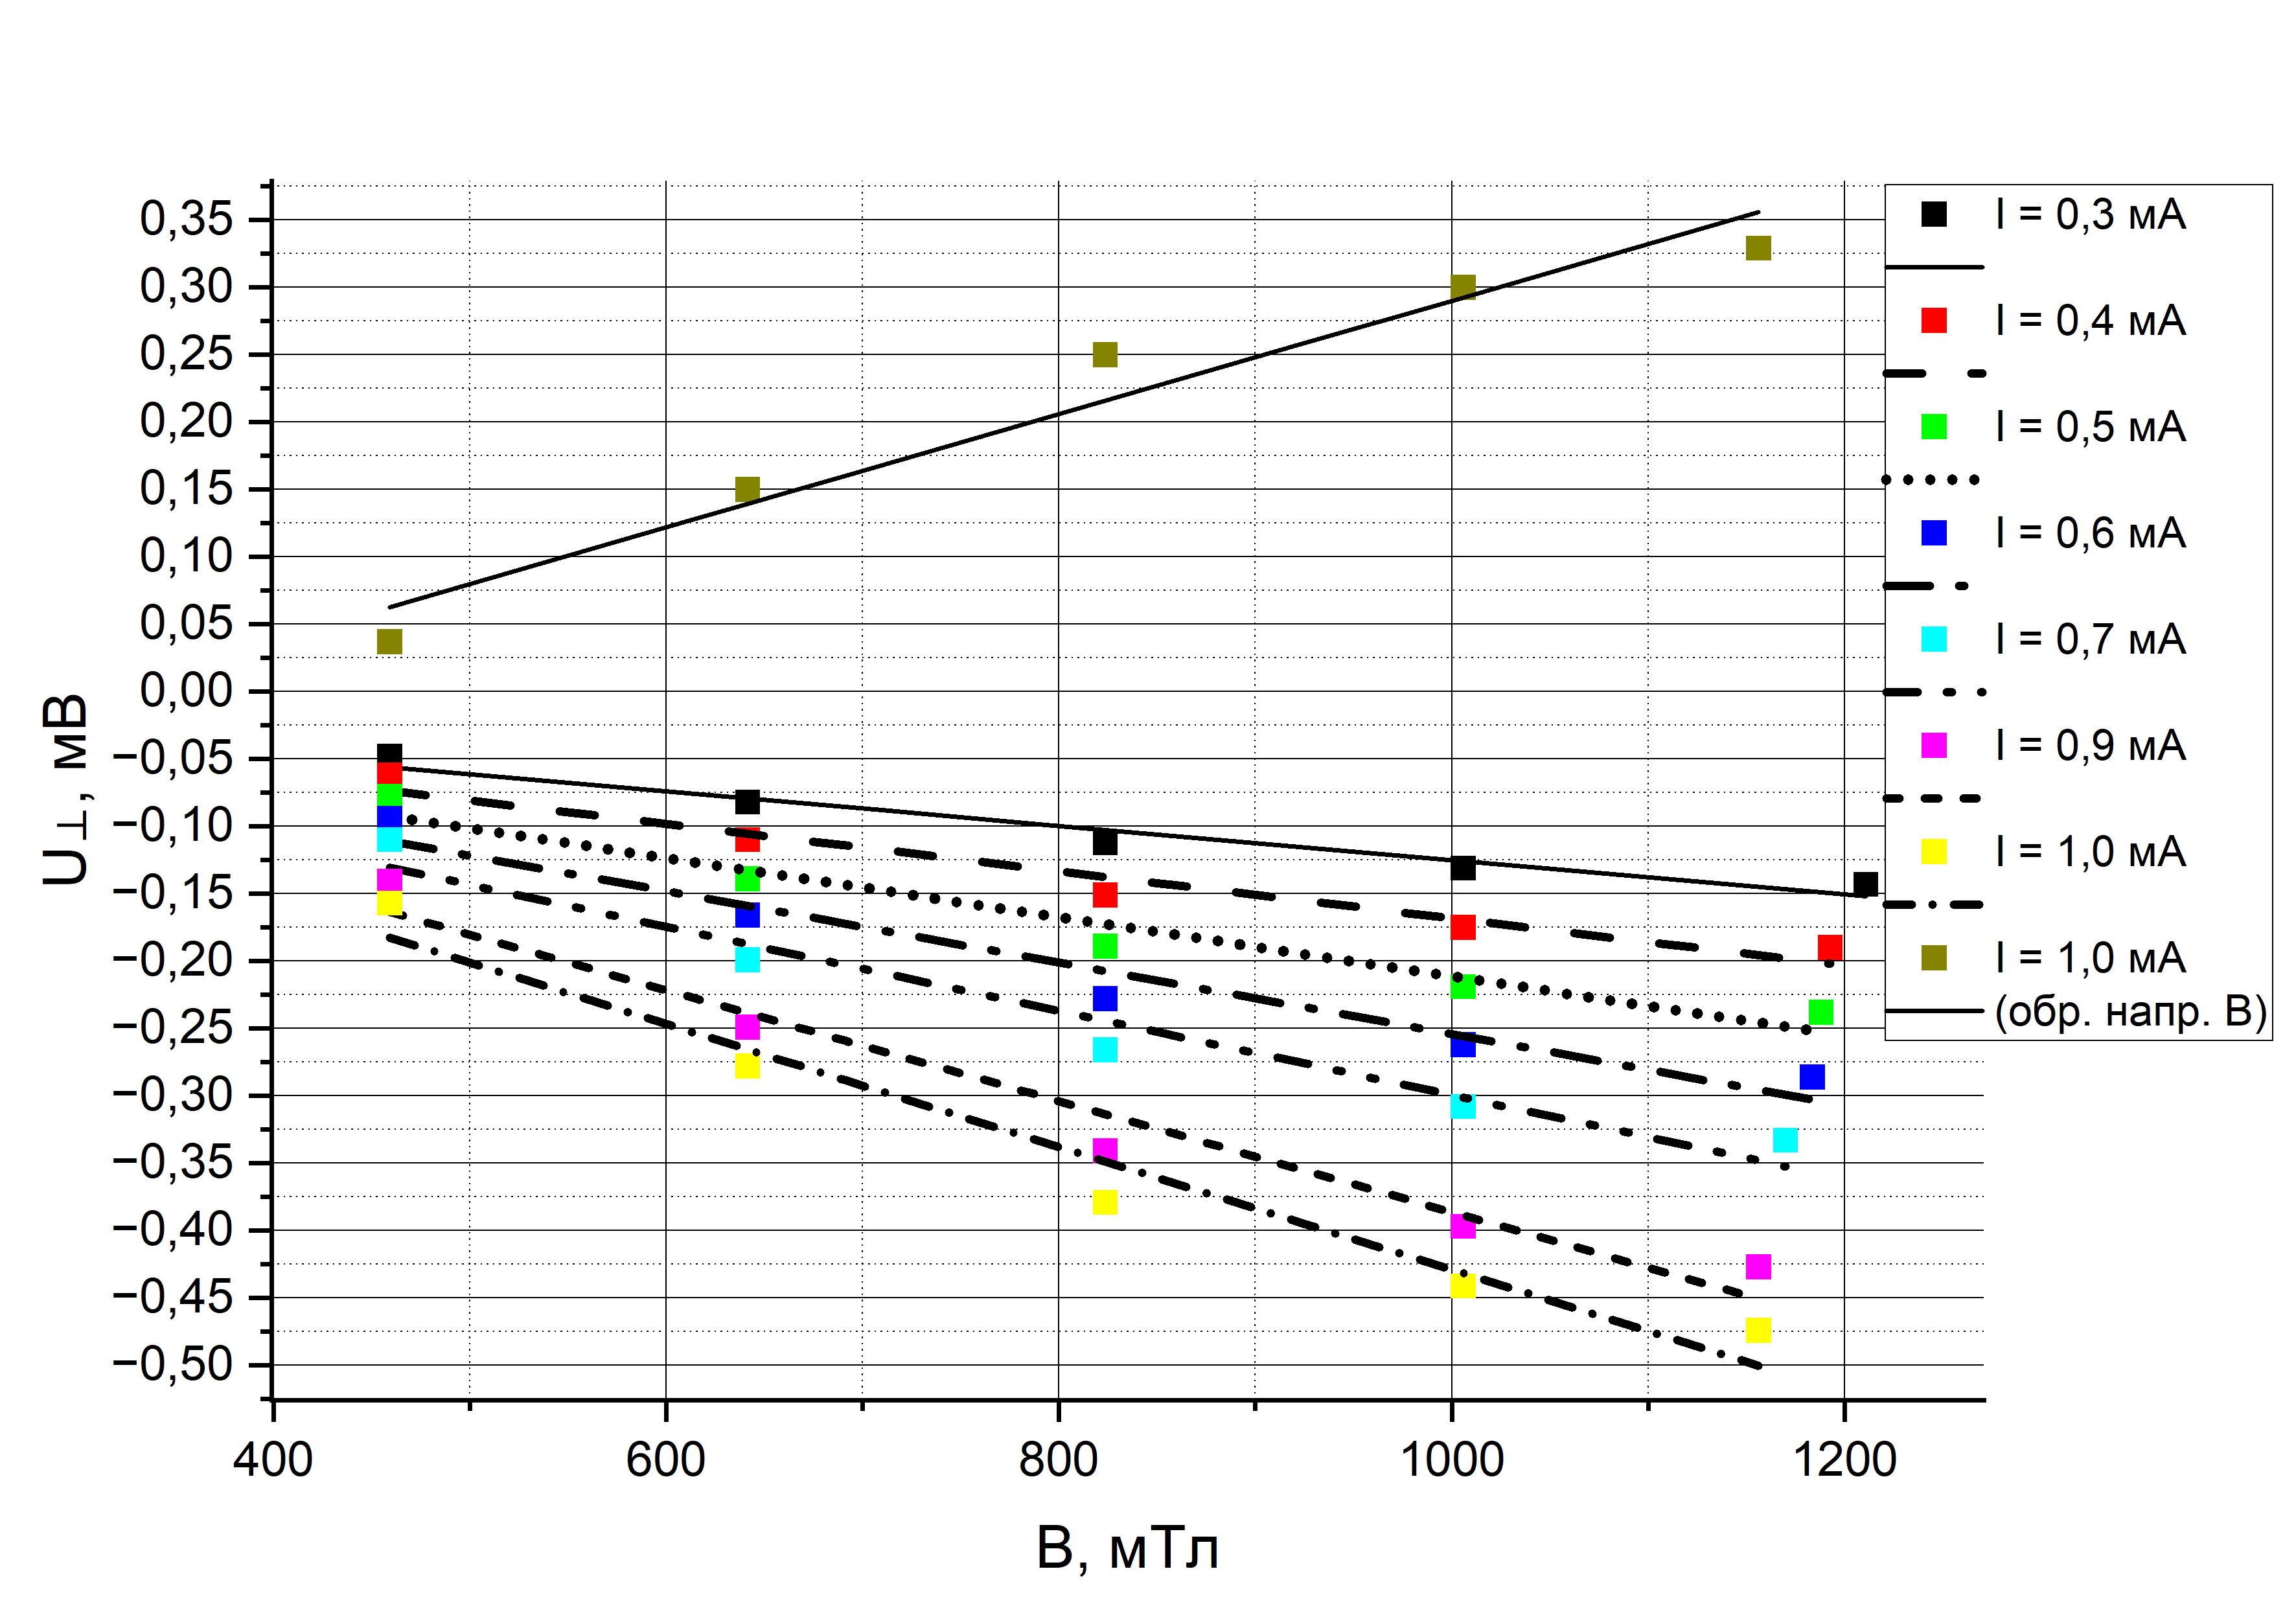 0,35
0,30
0,25
0,20
0,15
0,10
0,05
0,00
−0,05
−0,10
−0,15
−0,20
−0,25
−0,30
−0,35
−0,40
−0,45
−0,50
U⊥, мВ
400 600 800 1000 1200
B, мТл
I = 0,3 мА
I = 0,4 мА
I = 0,5 мА
I = 0,6 мА
I = 0,7 мА
I = 0,9 мА
I = 1,0 мА
I = 1,0 мА
(обр. напр. B)